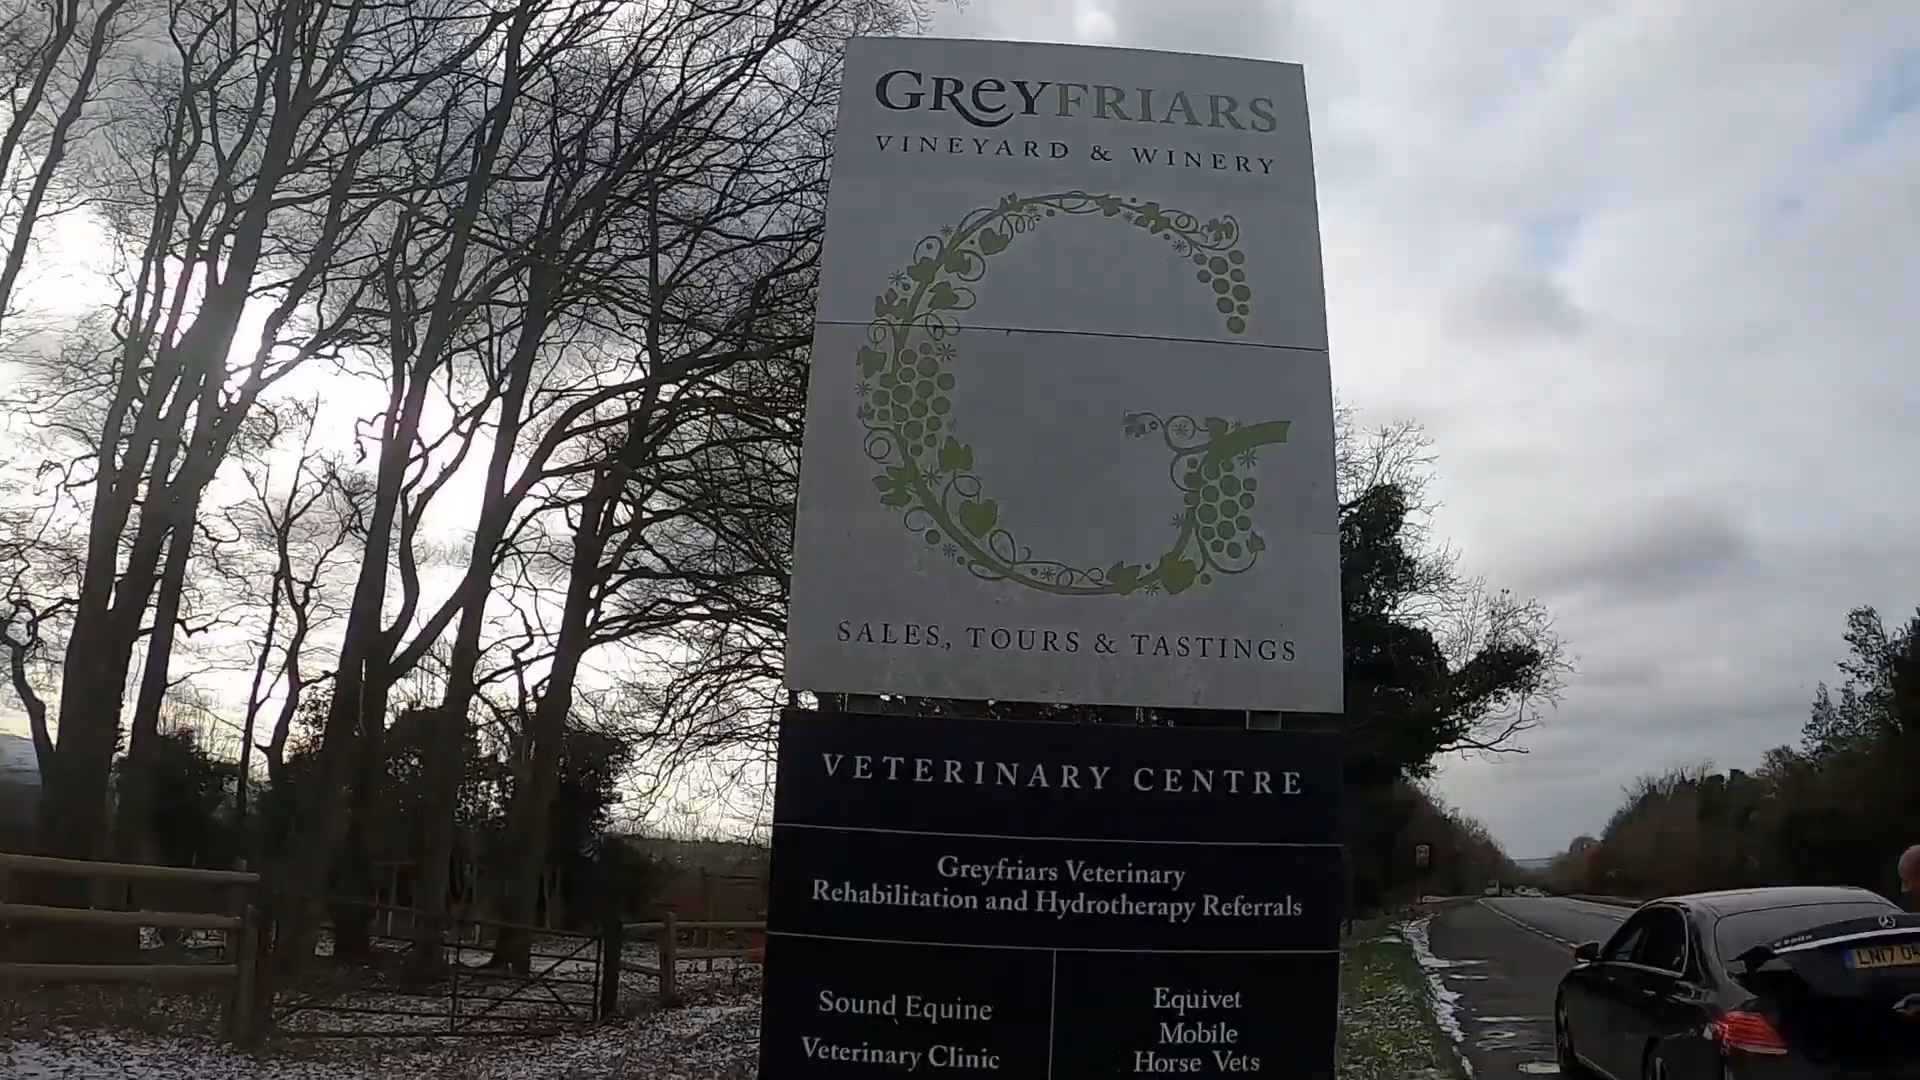 GReYFRIARS
VINEYARD & WINERY
SALES, TOURS & TASTINGS
VETERINARY CENTRE
Greyfriars Veterinary
Rehabilitation and Hydrotherapy Referrals
Sound Equine
Veterinary Clinic
Equivet
Mobile
Horse Vets
LN17